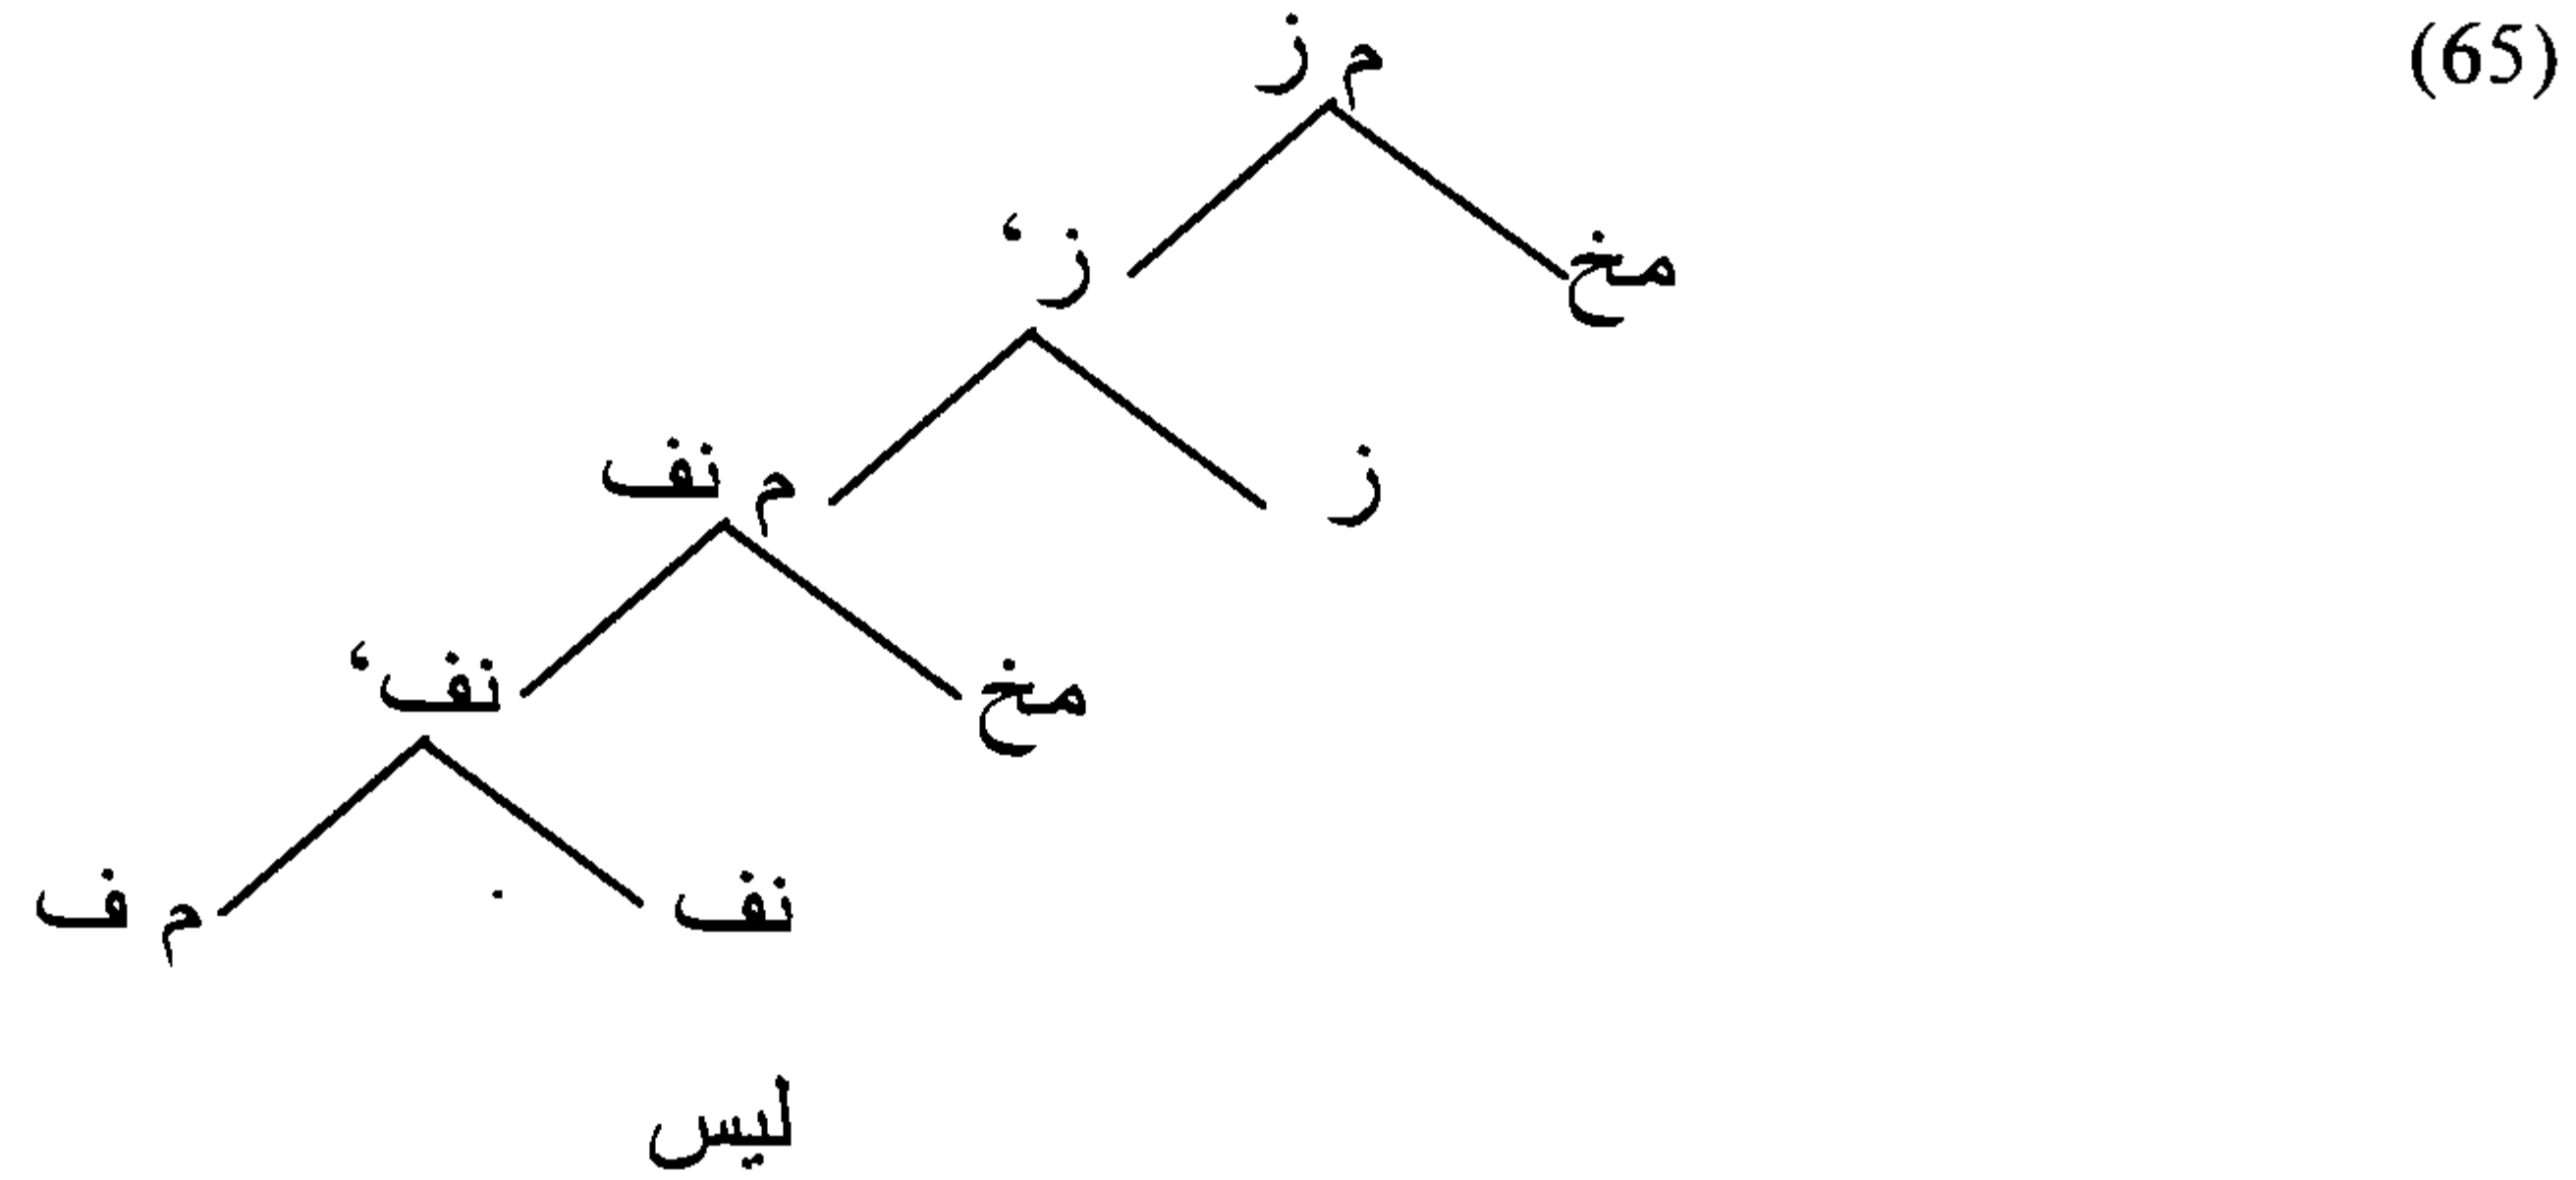 (65)
م ز
مخ ز‘
ز م نف
مخ نف‘
نف م ف
ليس